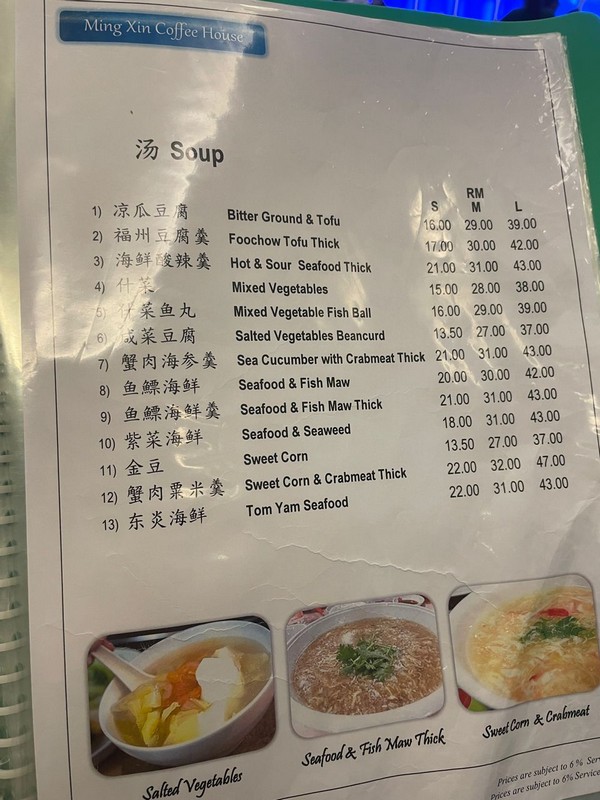 Ming Xin Coffee House
汤 Soup
RM
S M L
1) 凉瓜豆腐 Bitter Ground & Tofu 16.00 29.00 39.00
2) 福州豆腐羹 Foochow Tofu Thick 17.00 30.00 42.00
3) 海鲜酸辣羹 Hot & Sour Seafood Thick 21.00 31.00 43.00
4) 什菜 Mixed Vegetables 15.00 28.00 38.00
5) 什菜鱼丸 Mixed Vegetable Fish Ball 16.00 29.00 39.00
6) 咸菜豆腐 Salted Vegetables Beancurd 13.50 27.00 37.00
7) 蟹肉海参羹 Sea Cucumber with Crabmeat Thick 21.00 31.00 43.00
8) 鱼鳔海鲜 Seafood & Fish Maw 20.00 30.00 42.00
9) 鱼鳔海鲜羹 Seafood & Fish Maw Thick 21.00 31.00 43.00
10) 紫菜海鲜 Seafood & Seaweed 18.00 31.00 43.00
11) 金豆 Sweet Corn 13.50 27.00 37.00
12) 蟹肉粟米羹 Sweet Corn & Crabmeat Thick 22.00 32.00 47.00
13) 东炎海鲜 Tom Yam Seafood 22.00 31.00 43.00
Salted Vegetables
Seafood & Fish Maw Thick
Sweet Corn & Crabmeat
Prices are subject to 6 % Serv
Prices are subject to 6% Service